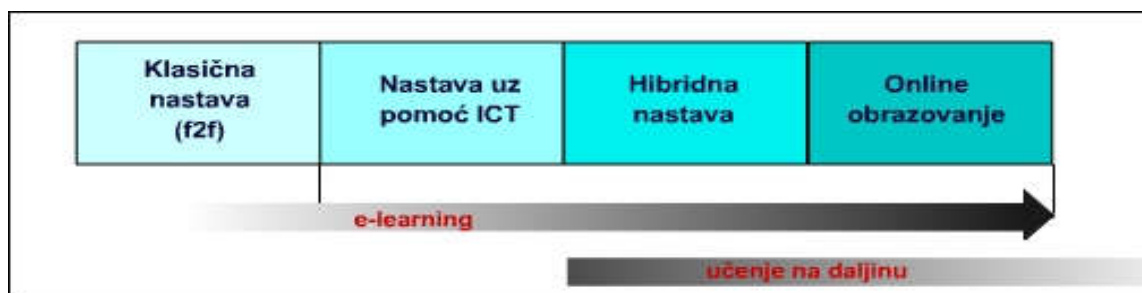 Klasična
nastava
(f2f)
Nastava uz
pomoć ICT
Hibridna
nastava
Online
obrazovanje
e-learning
učenje na daljinu